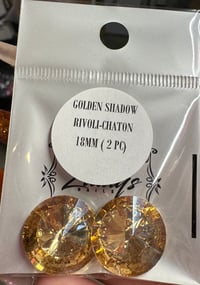 GOLDEN SHADOW
RIVOLI-CHATON
18MM ( 2 PC)